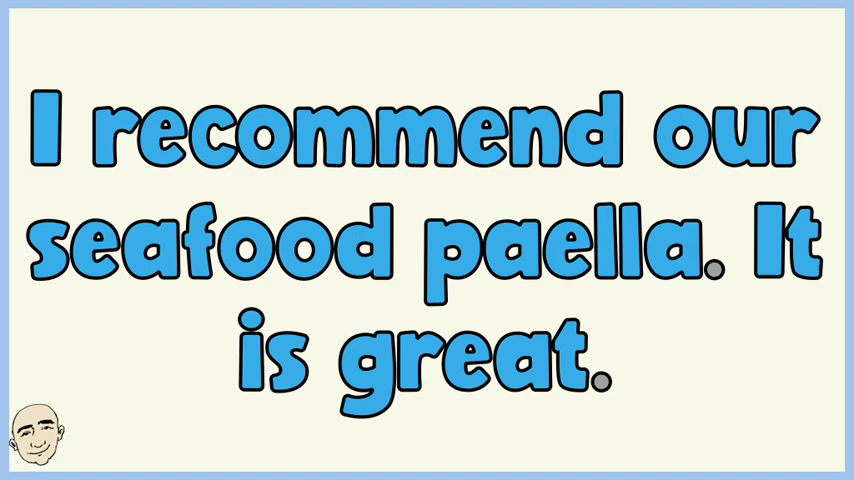 I recommend our
seafood paella. It
is great.